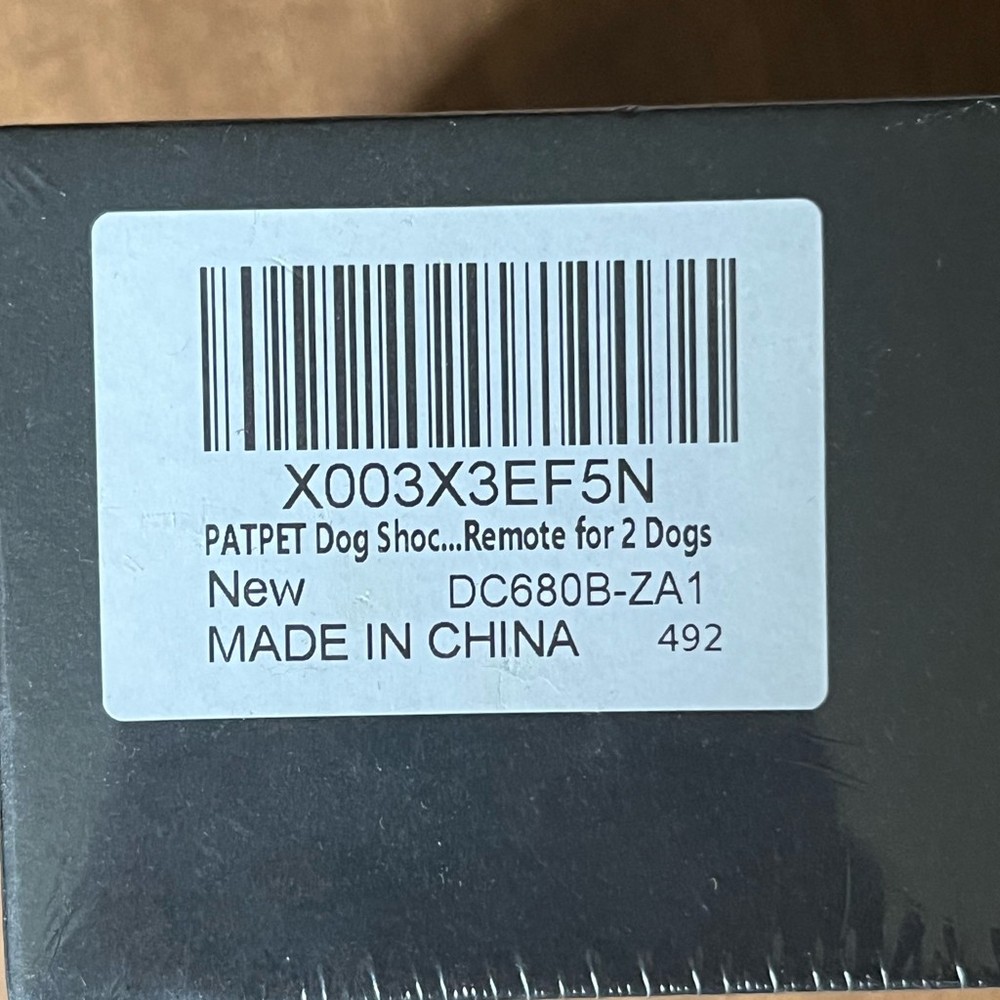 X003X3EF5N
PATPET Dog Shoc...Remote for 2 Dogs
New DC680B-ZA1
MADE IN CHINA 492